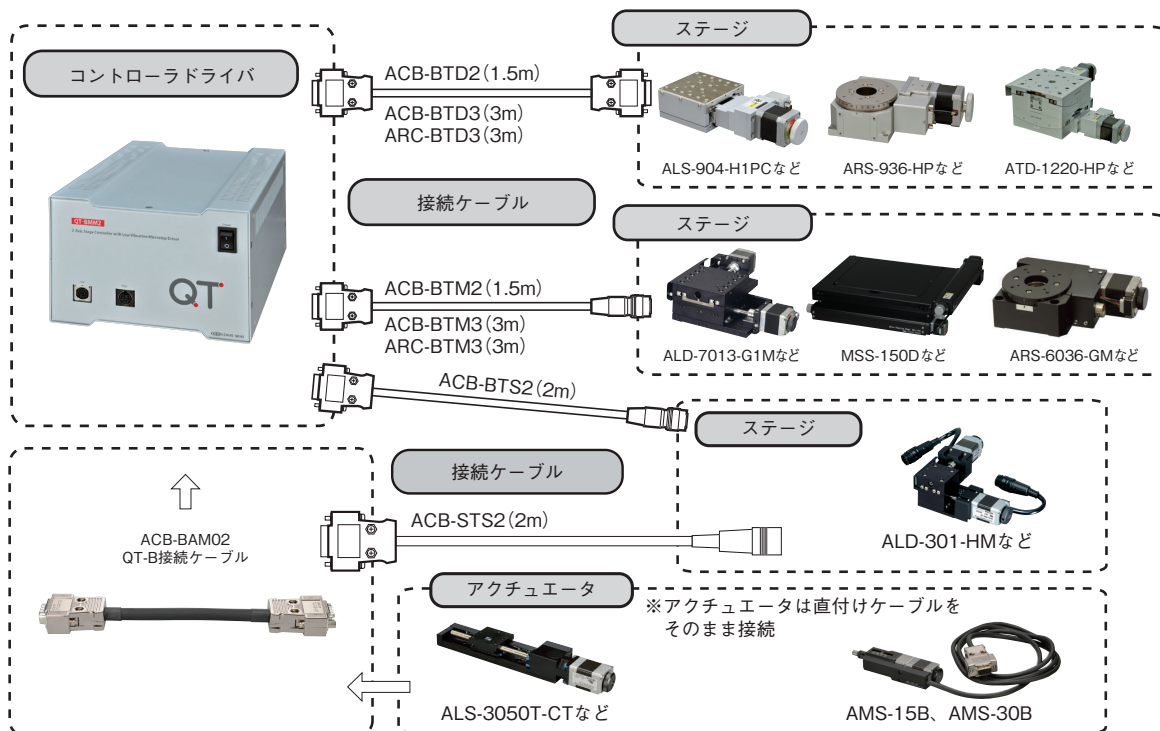 コントローラドライバ
QT-BMM2
QT
ACB-BTD2(1.5m)
ACB-BTD3(3m)
ARC-BTD3(3m)
ステージ
ALS-904-H1PCなど
ARS-936-HPなど
ATD-1220-HPなど
接続ケーブル
ACB-BTM2(1.5m)
ACB-BTM3(3m)
ARC-BTM3(3m)
ステージ
ALD-7013-G1Mなど
MSS-150Dなど
ARS-6036-GMなど
ACB-BTS2(2m)
ステージ
ALD-301-HMなど
接続ケーブル
ACB-STS2(2m)
ACB-BAM02
QT-B接続ケーブル
アクチュエータ
※アクチュエータは直付けケーブルを
そのまま接続
ALS-3050T-CTなど
AMS-15B、AMS-30B